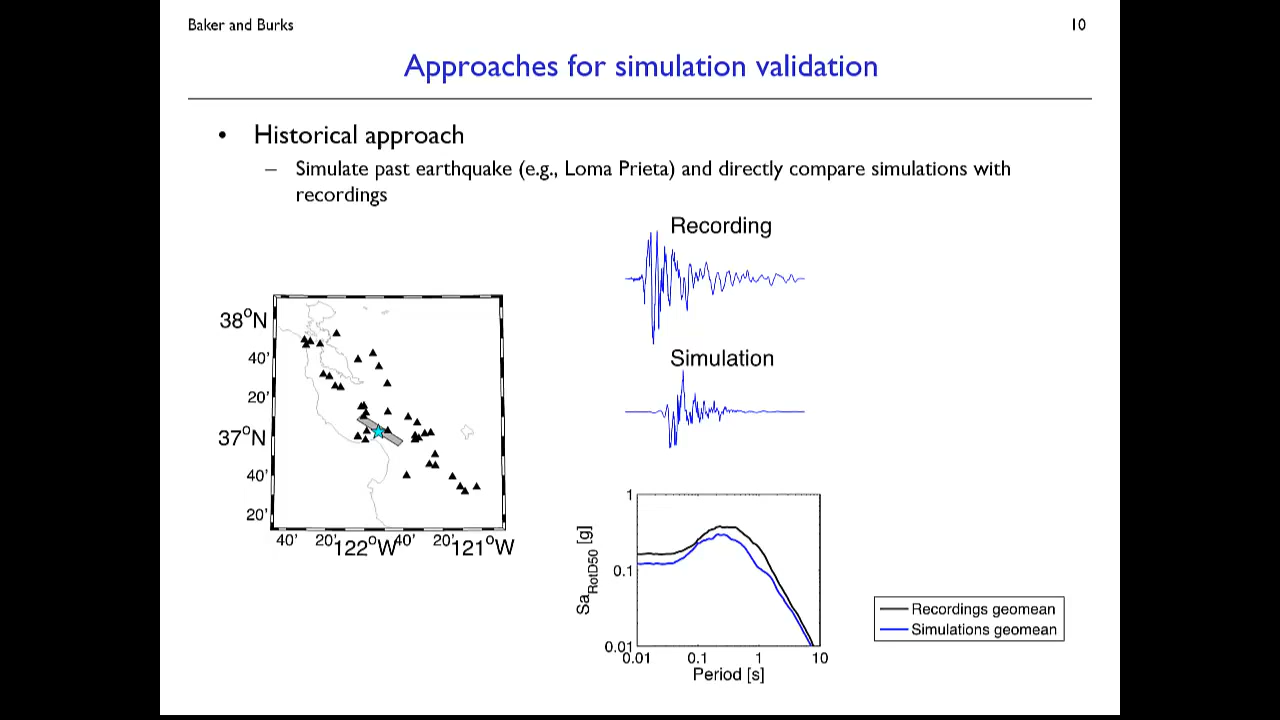 Baker and Burks
10
Approaches for simulation validation
• Historical approach
– Simulate past earthquake (e.g., Loma Prieta) and directly compare simulations with
recordings
Recording
Simulation
38°N
40'
20'
37°N
40'
20'
40' 20' 122°W 40' 20' 121°W
1
0.1
0.01
SaRotD50 [g]
0.01 0.1 1 10
Period [s]
Recordings geomean
Simulations geomean